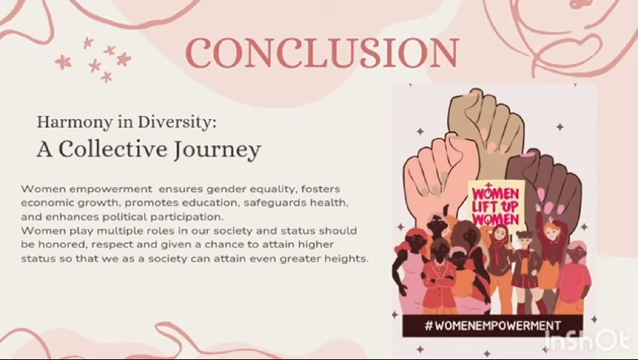 CONCLUSION
Harmony in Diversity:
A Collective Journey
Women empowerment ensures gender equality, fosters
economic growth, promotes education, safeguards health,
and enhances political participation.
Women play multiple roles in our society and status should
be honored, respect and given a chance to attain higher
status so that we as a society can attain even greater heights.
WOMEN
LIFT UP
WOMEN
#WOMENEMPOWERMENT
InShOt